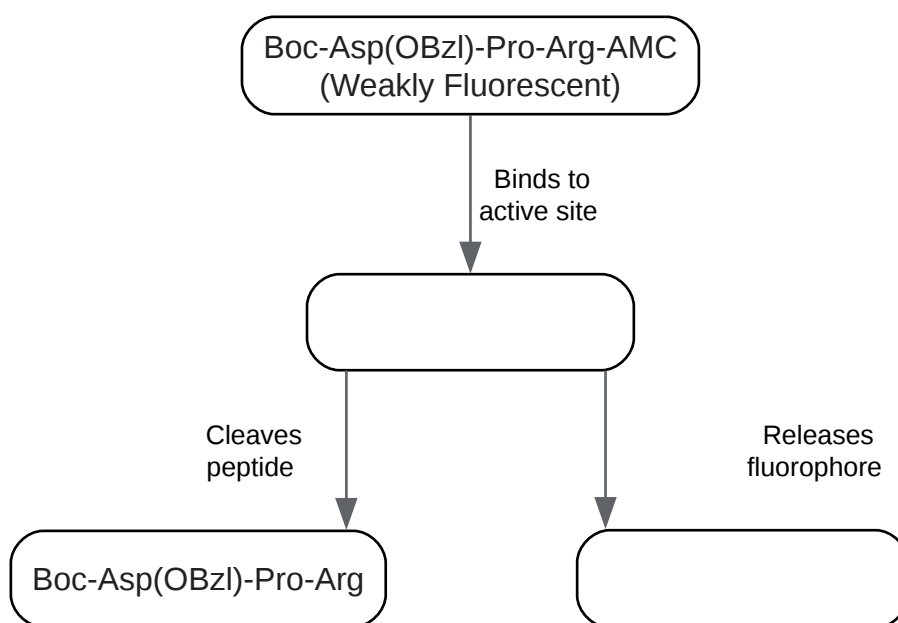 Boc-Asp(OBzl)-Pro-Arg-AMC
(Weakly Fluorescent)
Binds to
active site
Cleaves
peptide
Releases
fluorophore
Boc-Asp(OBzl)-Pro-Arg